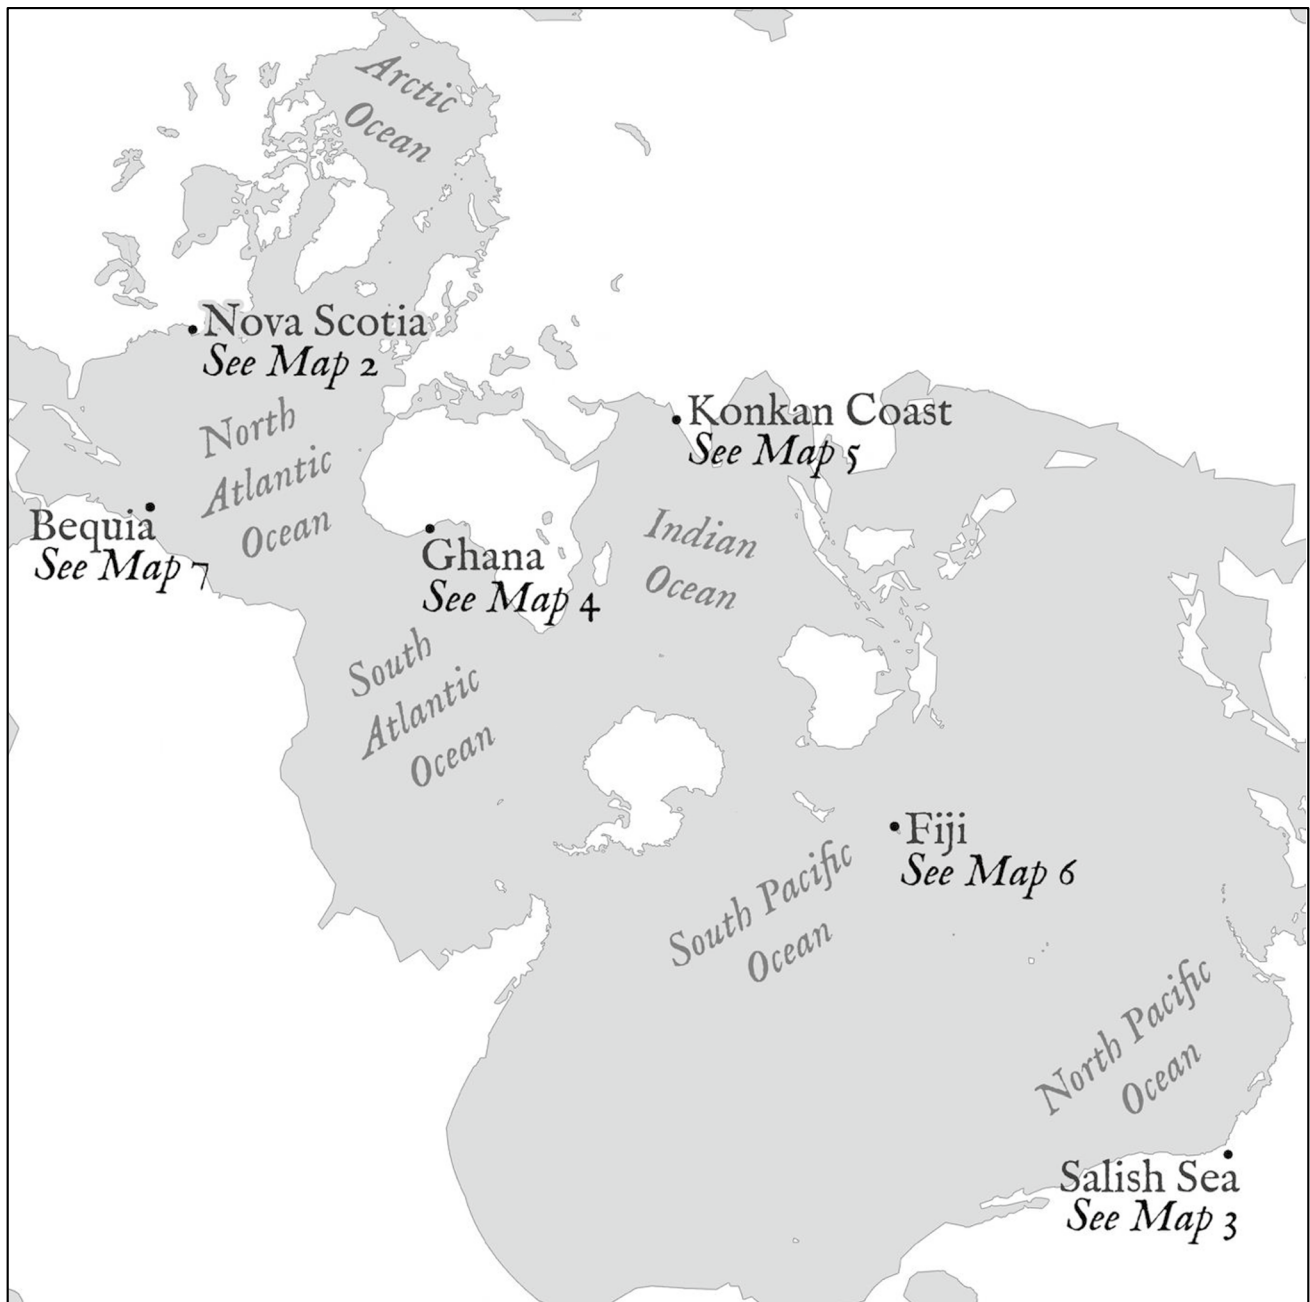 Arctic
Ocean
Nova Scotia
See Map 2
North
Atlantic
Ocean
Konkan Coast
See Map 5
Bequia
See Map 7
Ghana
See Map 4
Indian
Ocean
South
Atlantic
Ocean
Fiji
See Map 6
South Pacific
Ocean
North Pacific
Ocean
Salish Sea
See Map 3